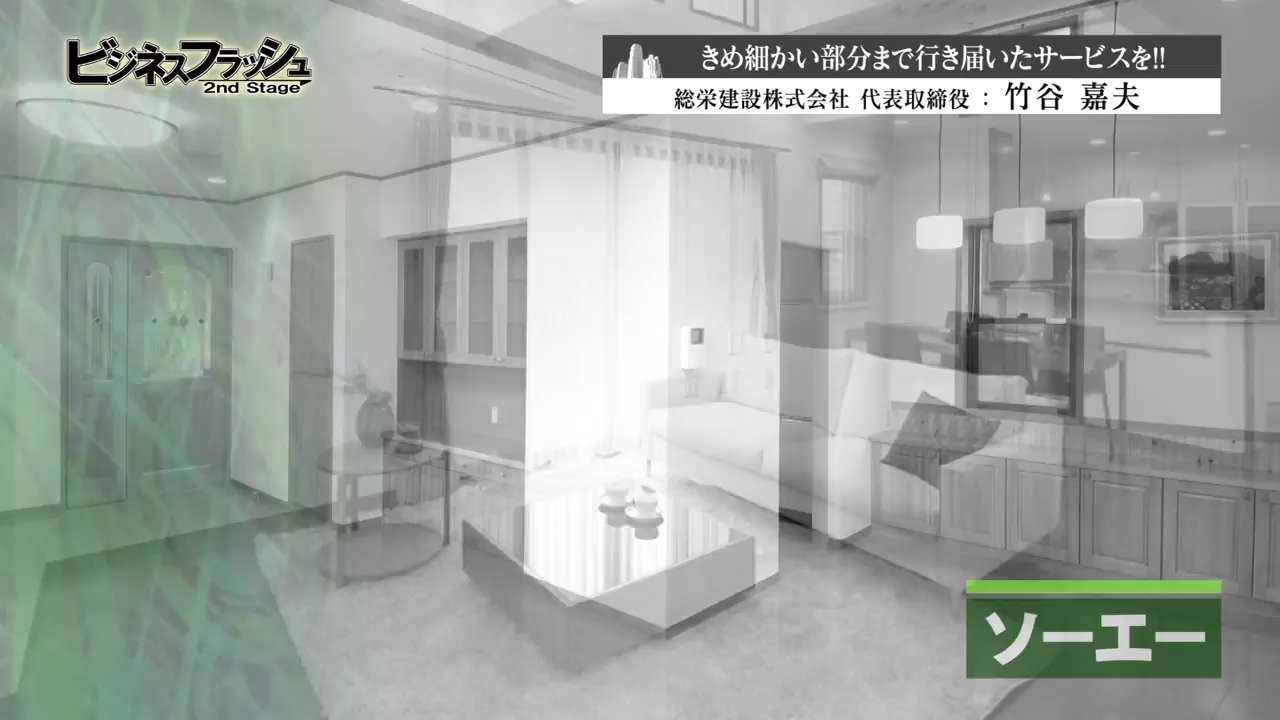 ビジネスフラッシュ
2nd Stage
きめ細かい部分まで行き届いたサービスを!!
総栄建設株式会社 代表取締役 : 竹谷 嘉夫
ソーエー